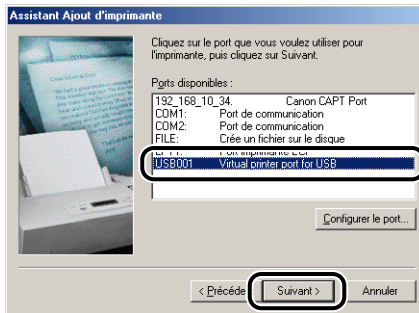 Assistant Ajout d'imprimante
Cliquez sur le port que vous voulez utiliser pour
l'imprimante, puis cliquez sur Suivant.
Ports disponibles :
192_168_10_34. Canon CAPT Port
COM1: Port de communication
COM2: Port de communication
FILE: Crée un fichier sur le disque
USB001 Virtual printer port for USB
Configurer le port...
< Précéde
Suivant >
Annuler